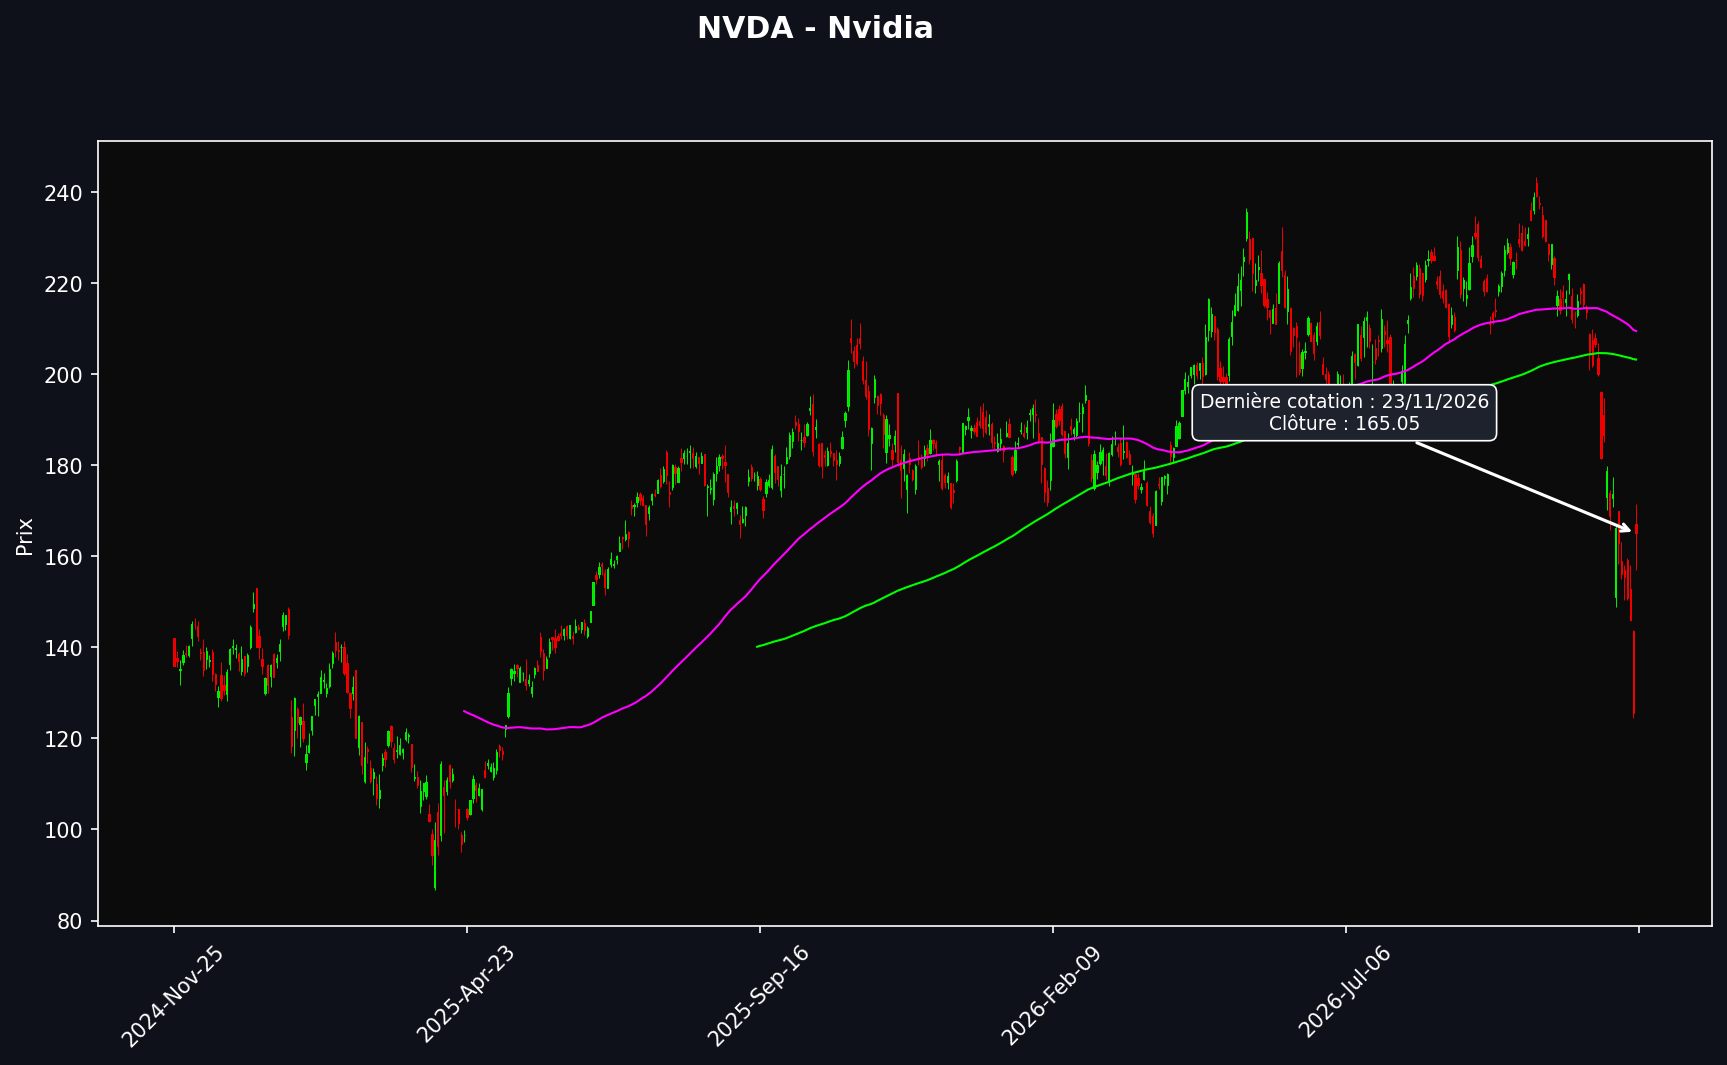 NVDA - Nvidia
Prix
240
220
200
180
160
140
120
100
80
Dernière cotation : 23/11/2026
Clôture : 165.05
2024-Nov-25
2025-Apr-23
2025-Sep-16
2026-Feb-09
2026-Jul-06